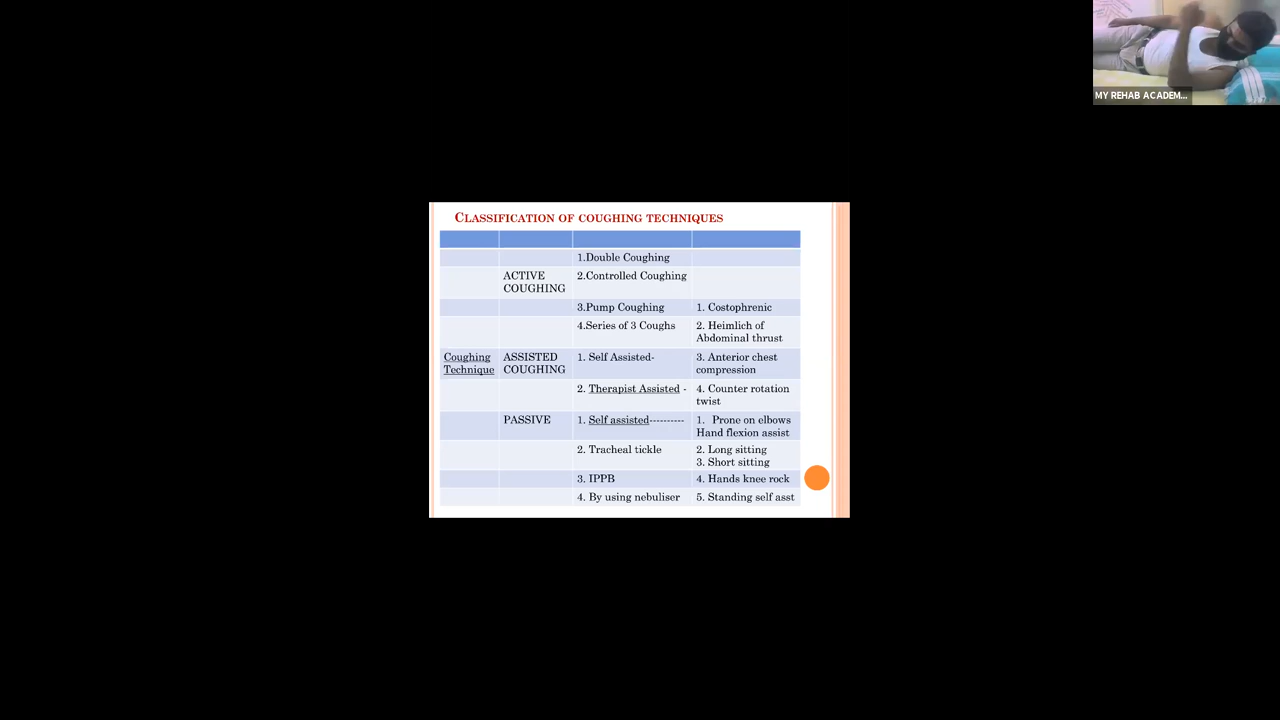 MY REHAB ACADEM...
CLASSIFICATION OF COUGHING TECHNIQUES
1.Double Coughing
ACTIVE
COUGHING
2.Controlled Coughing
3.Pump Coughing
1. Costophrenic
4.Series of 3 Coughs
2. Heimlich of
Abdominal thrust
Coughing
Technique
ASSISTED
COUGHING
1. Self Assisted-
3. Anterior chest
compression
2. Therapist Assisted -
4. Counter rotation
twist
PASSIVE
1. Self assisted----------
1. Prone on elbows
Hand flexion assist
2. Tracheal tickle
2. Long sitting
3. Short sitting
3. IPPB
4. Hands knee rock
4. By using nebuliser
5. Standing self asst